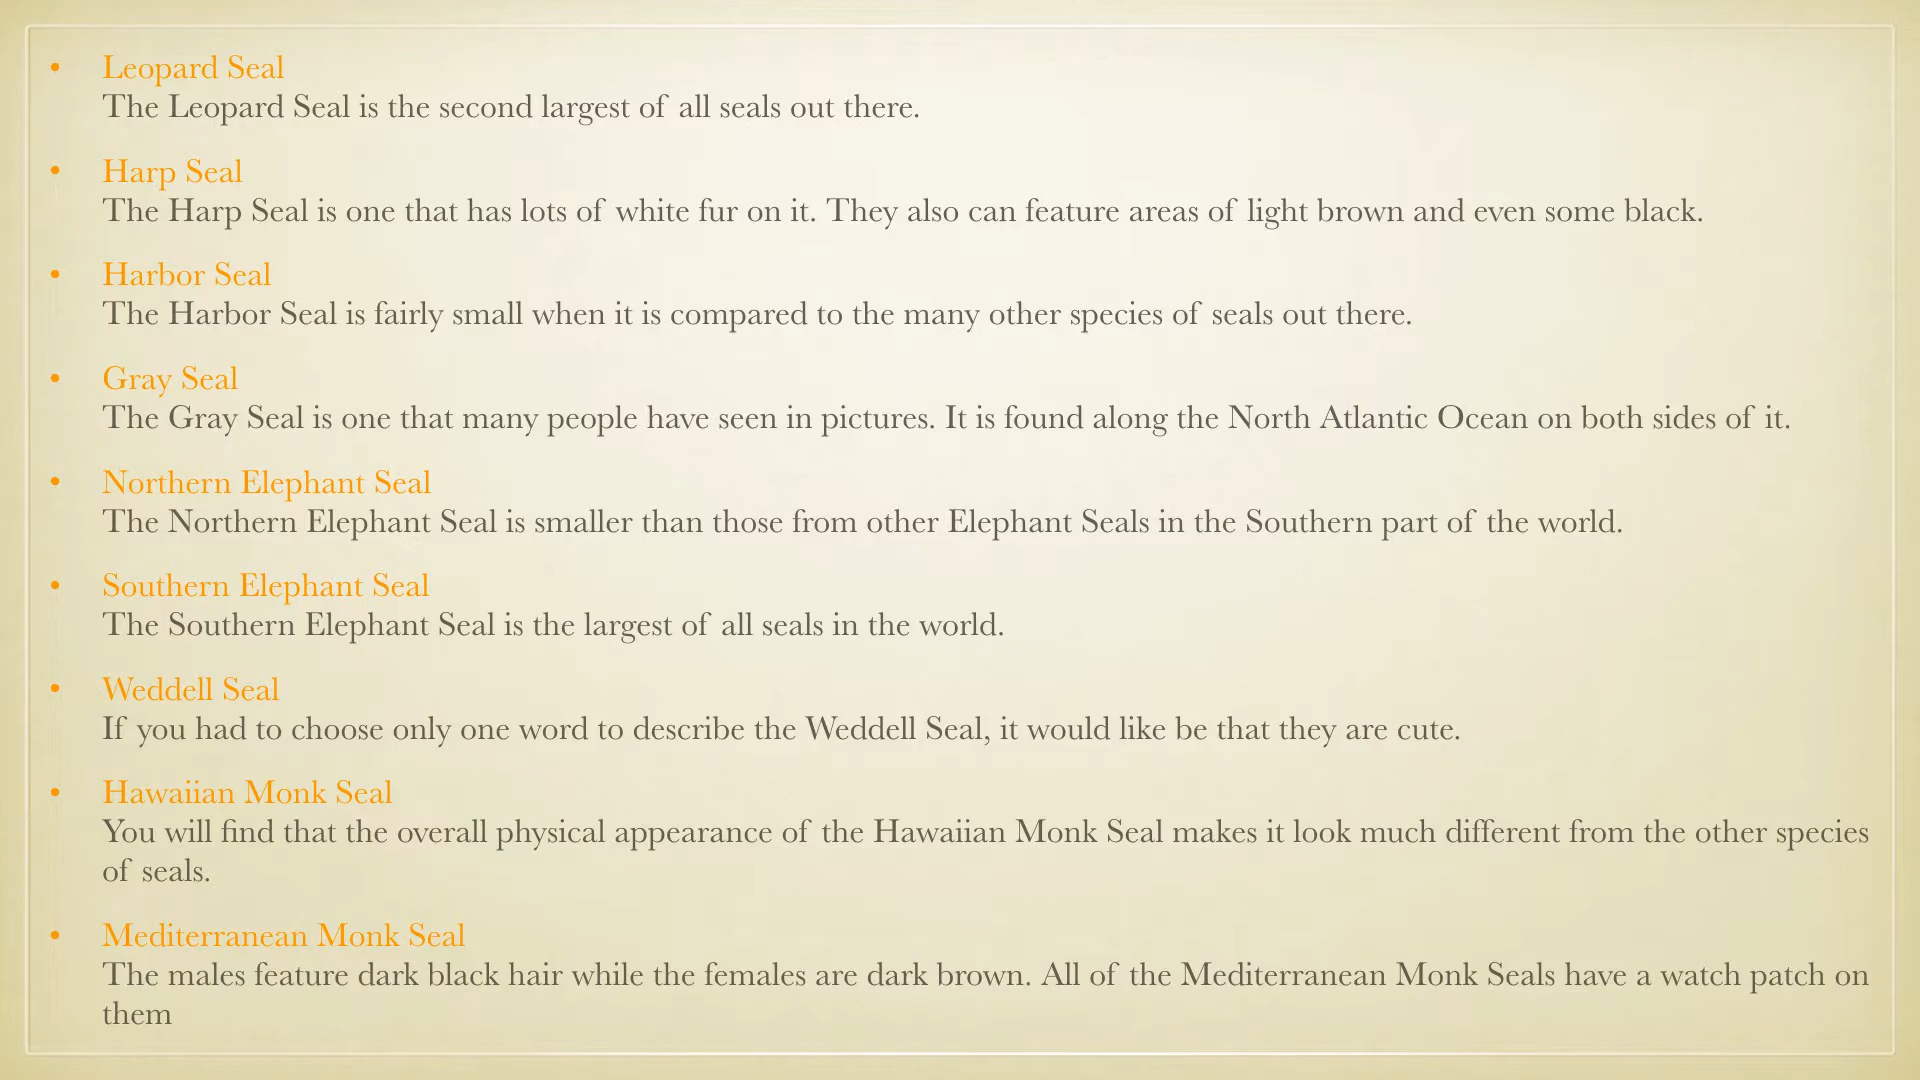 • Leopard Seal
The Leopard Seal is the second largest of all seals out there.
• Harp Seal
The Harp Seal is one that has lots of white fur on it. They also can feature areas of light brown and even some black.
• Harbor Seal
The Harbor Seal is fairly small when it is compared to the many other species of seals out there.
• Gray Seal
The Gray Seal is one that many people have seen in pictures. It is found along the North Atlantic Ocean on both sides of it.
• Northern Elephant Seal
The Northern Elephant Seal is smaller than those from other Elephant Seals in the Southern part of the world.
• Southern Elephant Seal
The Southern Elephant Seal is the largest of all seals in the world.
• Weddell Seal
If you had to choose only one word to describe the Weddell Seal, it would like be that they are cute.
• Hawaiian Monk Seal
You will find that the overall physical appearance of the Hawaiian Monk Seal makes it look much different from the other species
of seals.
• Mediterranean Monk Seal
The males feature dark black hair while the females are dark brown. All of the Mediterranean Monk Seals have a watch patch on
them